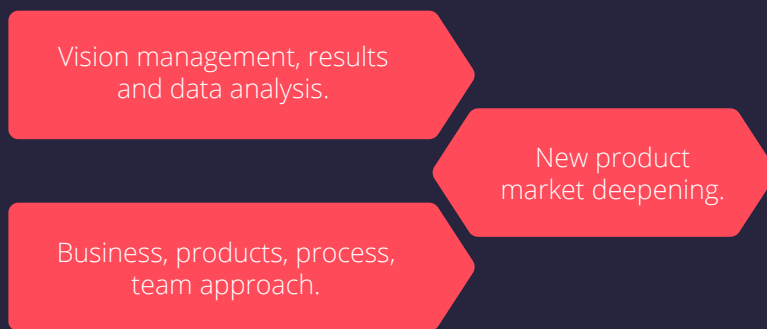 Vision management, results
and data analysis.
New product
market deepening.
Business, products, process,
team approach.